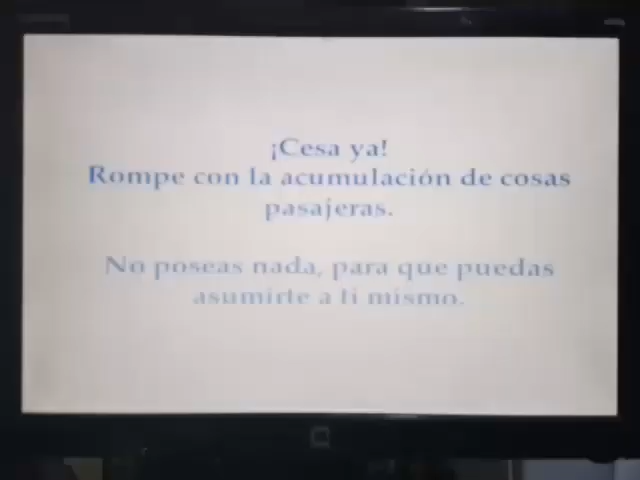 ¡Cesa ya!
Rompe con la acumulación de cosas
pasajeras.
No poseas nada, para que puedas
asumirte a ti mismo.